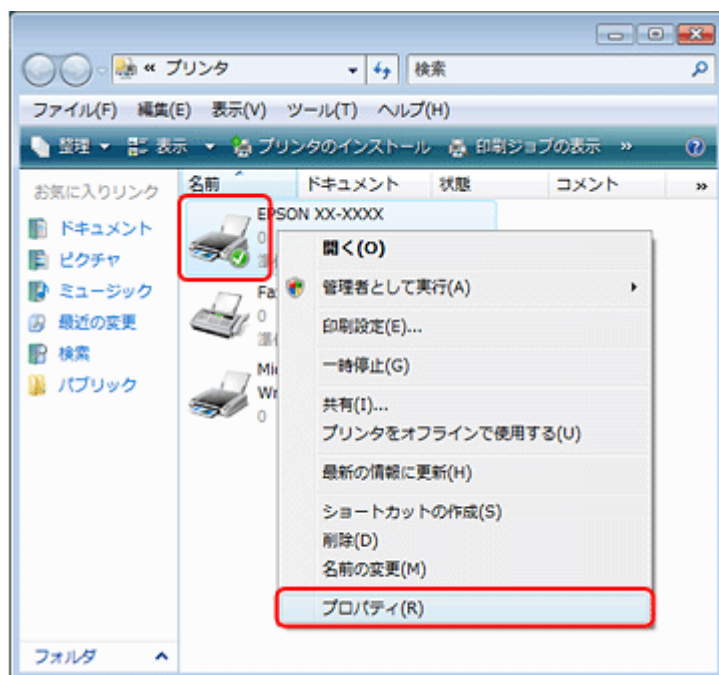 « プリンタ
検索
ファイル(F) 編集(E) 表示(V) ツール(T) ヘルプ(H)
整理 表示 プリンタのインストール 印刷ジョブの表示 »
お気に入りリンク
ドキュメント
ピクチャ
ミュージック
最近の変更
検索
パブリック
フォルダ
名前 ドキュメント 状態 コメント »
EPSON XX-XXXX
0
Fa
0
Mi
Wr
0
開く(O)
管理者として実行(A)
印刷設定(E)...
一時停止(G)
共有(I)...
プリンタをオフラインで使用する(U)
最新の情報に更新(H)
ショートカットの作成(S)
削除(D)
名前の変更(M)
プロパティ(R)